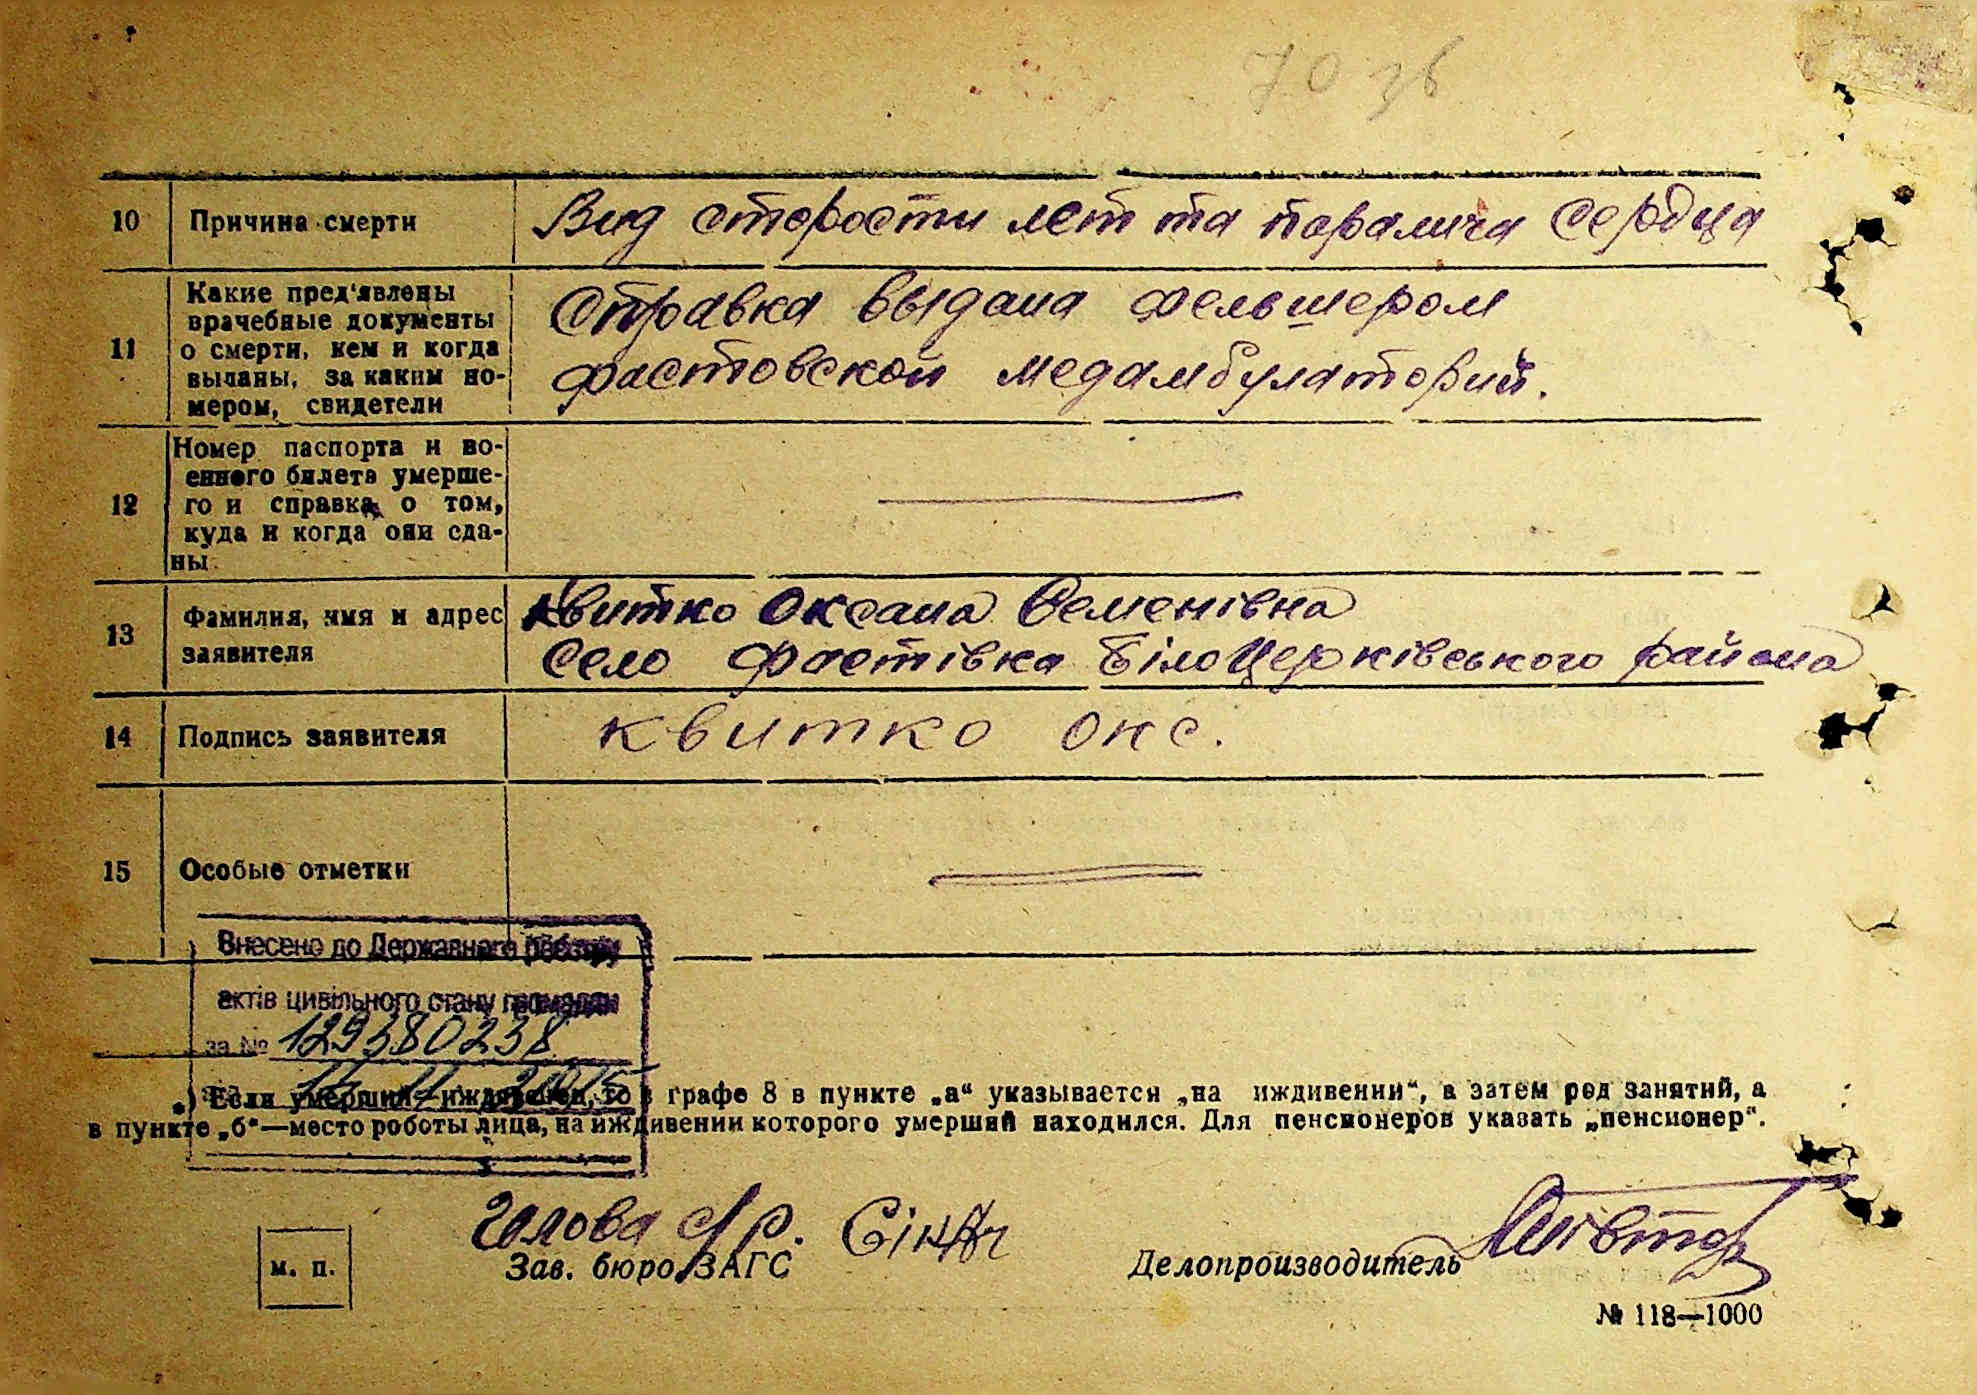 70 зв
10 Причина смерти Вид старости лет та паралича сердца
11 Какие пред'явлены
врачебные документы
о смерти, кем и когда
выданы, за каким но-
мером, свидетели
Справка выдана фельшером
фастовской медамбулаторий.
12 Номер паспорта и во-
енного билета умерше-
го и справка о том,
куда и когда они сда-
ны
13 Фамилия, имя и адрес
заявителя
Квитко Оксана Семенівна
Село Фастівка Білоцерківського района
14 Подпись заявителя квитко окс.
15 Особые отметки
Внесено до Державного реєстру
актів цивільного стану громадян
за № 129380238
*) Если умерший иждивенец, то в графе 8 в пункте „а“ указывается „на иждивении“, а затем род занятий, а
в пункте „б“—место роботы лица, на иждивении которого умерший находился. Для пенсионеров указать „пенсионер“.
Голова с/р.
м. п. Зав. бюро ЗАГС Делопроизводитель
№ 118—1000